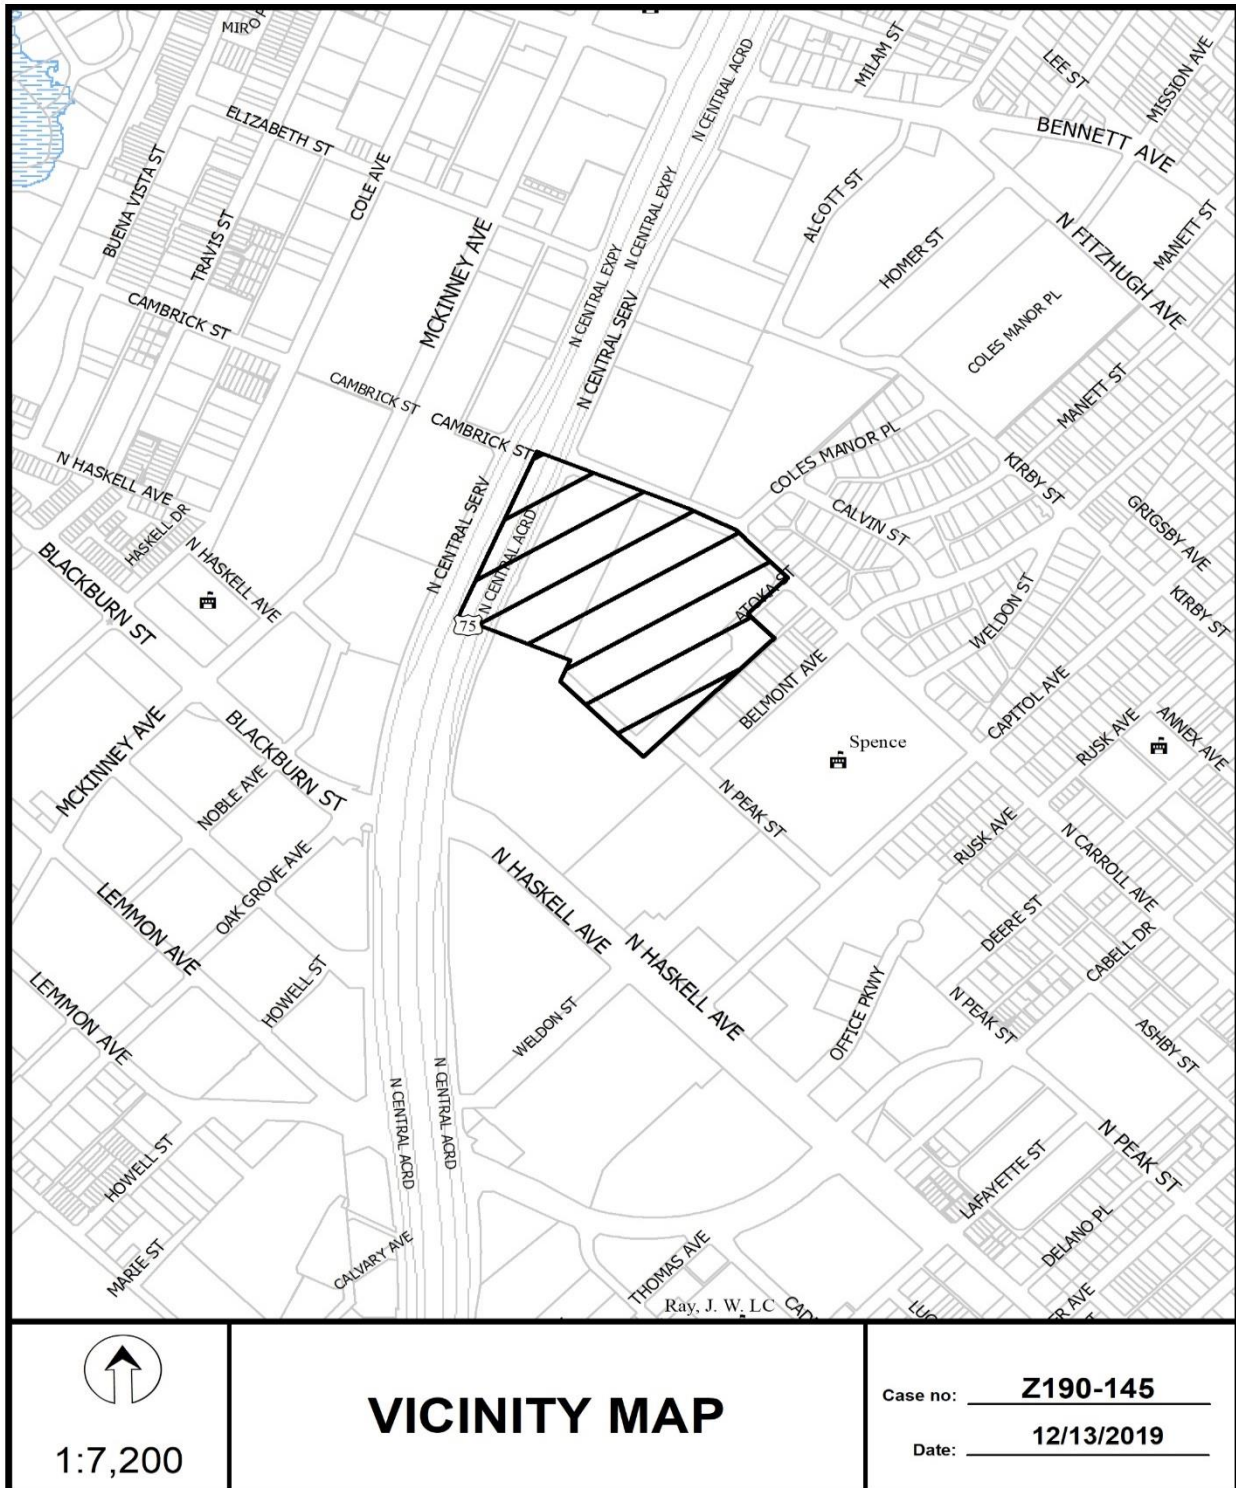 MIRO
N CENTRAL ACRD
MILAM ST
LEE ST
MISSION AVE
ELIZABETH ST
BENNETT AVE
N CENTRAL ACRD
BUENA VISTA ST
COLE AVE
N CENTRAL EXPY
ALCOTT ST
MANETT ST
TRAVIS ST
MCKINNEY AVE
N CENTRAL EXPY
HOMER ST
N FITZHUGH AVE
CAMBRICK ST
N CENTRAL SERV
COLES MANOR PL
CAMBRICK ST
CAMBRICK ST
MANETT ST
N HASKELL AVE
COLES MANOR PL
KIRBY ST
HASKELL DR
N CENTRAL SERV
CALVIN ST
GRIGSBY AVE
N HASKELL AVE
N CENTRAL ACRD
BLACKBURN ST
ATOKA ST
WELDON ST
KIRBY ST
75
BELMONT AVE
CAPITOL AVE
MCKINNEY AVE
BLACKBURN ST
Spence
RUSK AVE
ANNEX AVE
NOBLE AVE
N PEAK ST
RUSK AVE
N CARROLL AVE
OAK GROVE AVE
N HASKELL AVE
LEMMON AVE
N HASKELL AVE
DEERE ST
CABELL DR
LEMMON AVE
HOWELL ST
WELDON ST
OFFICE PKWY
N PEAK ST
ASHBY ST
N CENTRAL ACRD
N CENTRAL ACRD
HOWELL ST
LAFAYETTE ST
N PEAK ST
MARIE ST
CALVARY AVE
THOMAS AVE
DELANO PL
Ray, J. W. LC
1:7,200
VICINITY MAP
Case no: Z190-145
Date: 12/13/2019